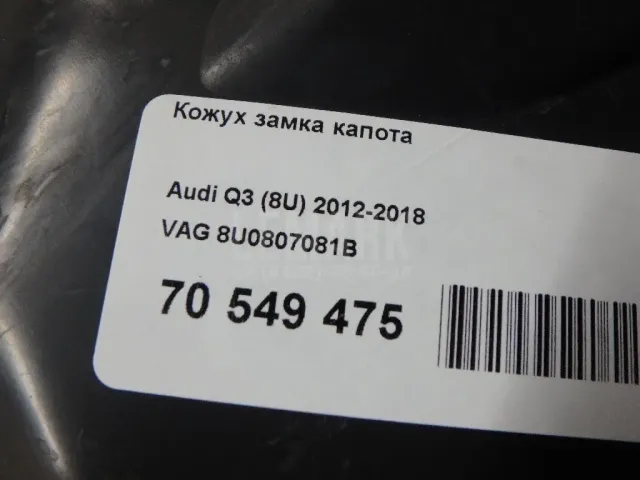 Кожух замка капота
Audi Q3 (8U) 2012-2018
VAG 8U0807081B
70 549 475